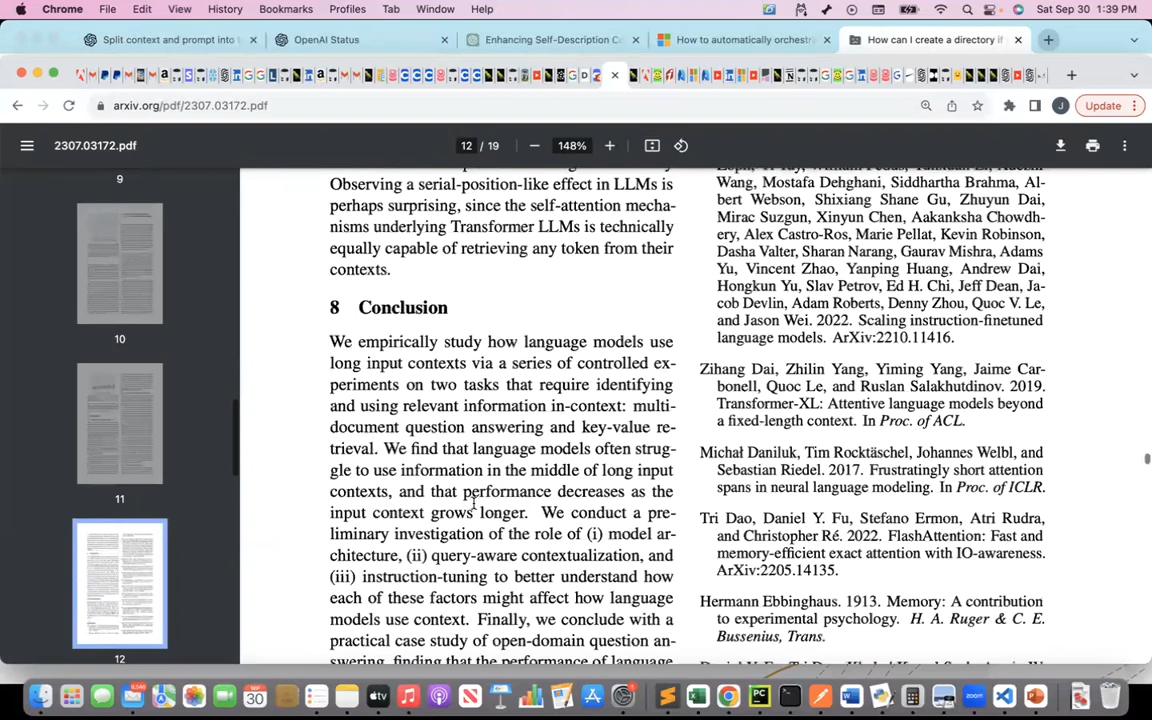 Chrome File Edit View History Bookmarks Profiles Tab Window Help Sat Sep 30 1:39 PM
Split context and prompt into
OpenAI Status
Enhancing Self-Description Co
How to automatically orchestr
How can I create a directory if
arxiv.org/pdf/2307.03172.pdf
J
Update
2307.03172.pdf
12 / 19
148%
9
10
11
12
Observing a serial-position-like effect in LLMs is
perhaps surprising, since the self-attention mecha-
nisms underlying Transformer LLMs is technically
equally capable of retrieving any token from their
contexts.
8 Conclusion
We empirically study how language models use
long input contexts via a series of controlled ex-
periments on two tasks that require identifying
and using relevant information in-context: multi-
document question answering and key-value re-
trieval. We find that language models often strug-
gle to use information in the middle of long input
contexts, and that performance decreases as the
input context grows longer. We conduct a pre-
liminary investigation of the role of (i) model ar-
chitecture, (ii) query-aware contextualization, and
(iii) instruction-tuning to better understand how
each of these factors might affect how language
models use context. Finally, we conclude with a
practical case study of open-domain question an-
swering, finding that the performance of language
Wang, Mostafa Dehghani, Siddhartha Brahma, Al-
bert Webson, Shixiang Shane Gu, Zhuyun Dai,
Mirac Suzgun, Xinyun Chen, Aakanksha Chowdh-
ery, Alex Castro-Ros, Marie Pellat, Kevin Robinson,
Dasha Valter, Sharan Narang, Gaurav Mishra, Adams
Yu, Vincent Zhao, Yanping Huang, Andrew Dai,
Hongkun Yu, Slav Petrov, Ed H. Chi, Jeff Dean, Ja-
cob Devlin, Adam Roberts, Denny Zhou, Quoc V. Le,
and Jason Wei. 2022. Scaling instruction-finetuned
language models. ArXiv:2210.11416.
Zihang Dai, Zhilin Yang, Yiming Yang, Jaime Car-
bonell, Quoc Le, and Ruslan Salakhutdinov. 2019.
Transformer-XL: Attentive language models beyond
a fixed-length context. In Proc. of ACL.
Michał Daniluk, Tim Rocktäschel, Johannes Welbl, and
Sebastian Riedel. 2017. Frustratingly short attention
spans in neural language modeling. In Proc. of ICLR.
Tri Dao, Daniel Y. Fu, Stefano Ermon, Atri Rudra,
and Christopher Ré. 2022. FlashAttention: Fast and
memory-efficient exact attention with IO-awareness.
ArXiv:2205.14135.
Hermann Ebbinghaus. 1913. Memory: A contribution
to experimental psychology. H. A. Ruger & C. E.
Bussenius, Trans.